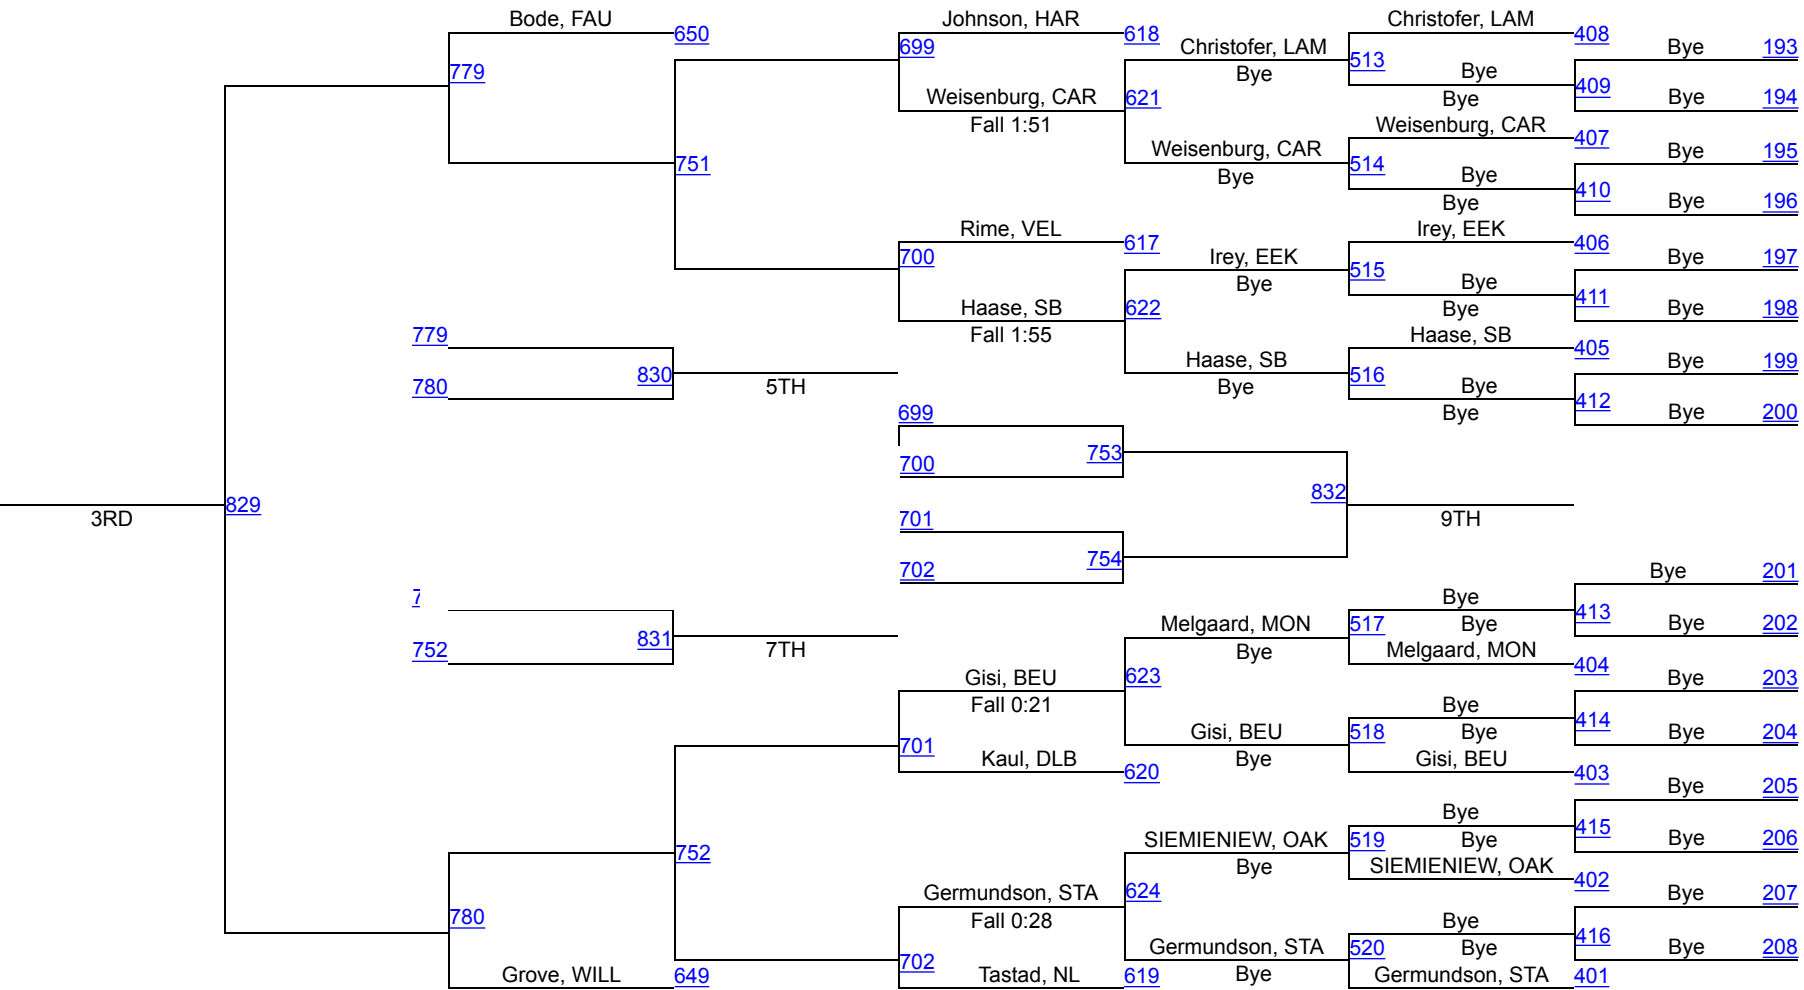 Bode, FAU 650 Johnson, HAR 618 Christofer, LAM 408
699 Christofer, LAM Bye 193
779 Bye 513 Bye 409
Weisenburg, CAR 621 Bye Bye 194
Fall 1:51 Weisenburg, CAR 407
Weisenburg, CAR Bye 195
751 Bye 514 Bye 410
Bye Bye 196
Rime, VEL 617 Irey, EEK 406
700 Irey, EEK 515 Bye 197
Bye Bye 411
Haase, SB 622 Bye Bye 198
779 Fall 1:55 Haase, SB 405
830 Haase, SB 516 Bye 199
780 5TH Bye Bye 412
699 Bye Bye 200
700 753
832
829 3RD 9TH
701
702 754
Bye 201
7 Bye 413
831 Melgaard, MON 517 Bye Bye 202
752 7TH Bye Melgaard, MON 404
Gisi, BEU 623 Bye 203
Fall 0:21 Bye 414
701 Gisi, BEU 518 Bye Bye 204
Kaul, DLB 620 Bye Gisi, BEU 403
Bye 205
Bye 415
752 SIEMIENIEW, OAK 519 Bye Bye 206
Bye SIEMIENIEW, OAK 402
Germundson, STA 624 Bye 207
780 Fall 0:28 Bye 416
702 Germundson, STA 520 Bye Bye 208
Grove, WILL 649 Tastad, NL 619 Bye Germundson, STA 401